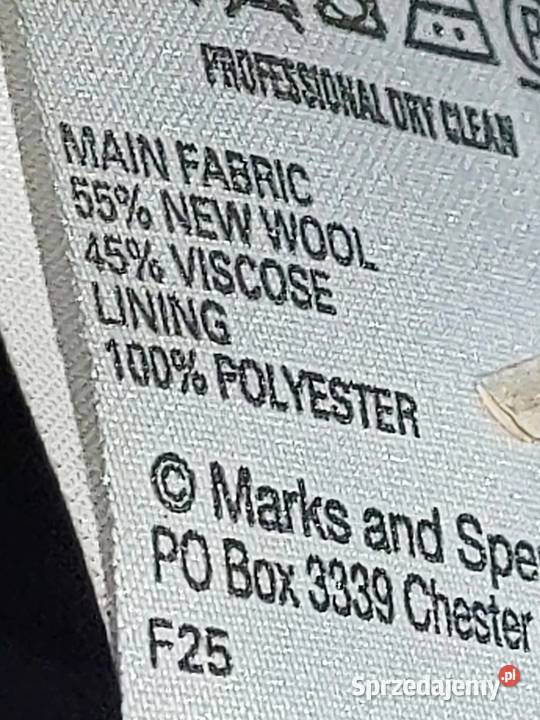 PROFESSIONAL DRY CLEAN
MAIN FABRIC
55% NEW WOOL
45% VISCOSE
LINING
100% POLYESTER
© Marks and Spe
PO Box 3339 Chester
F25
Sprzedajemy.pl